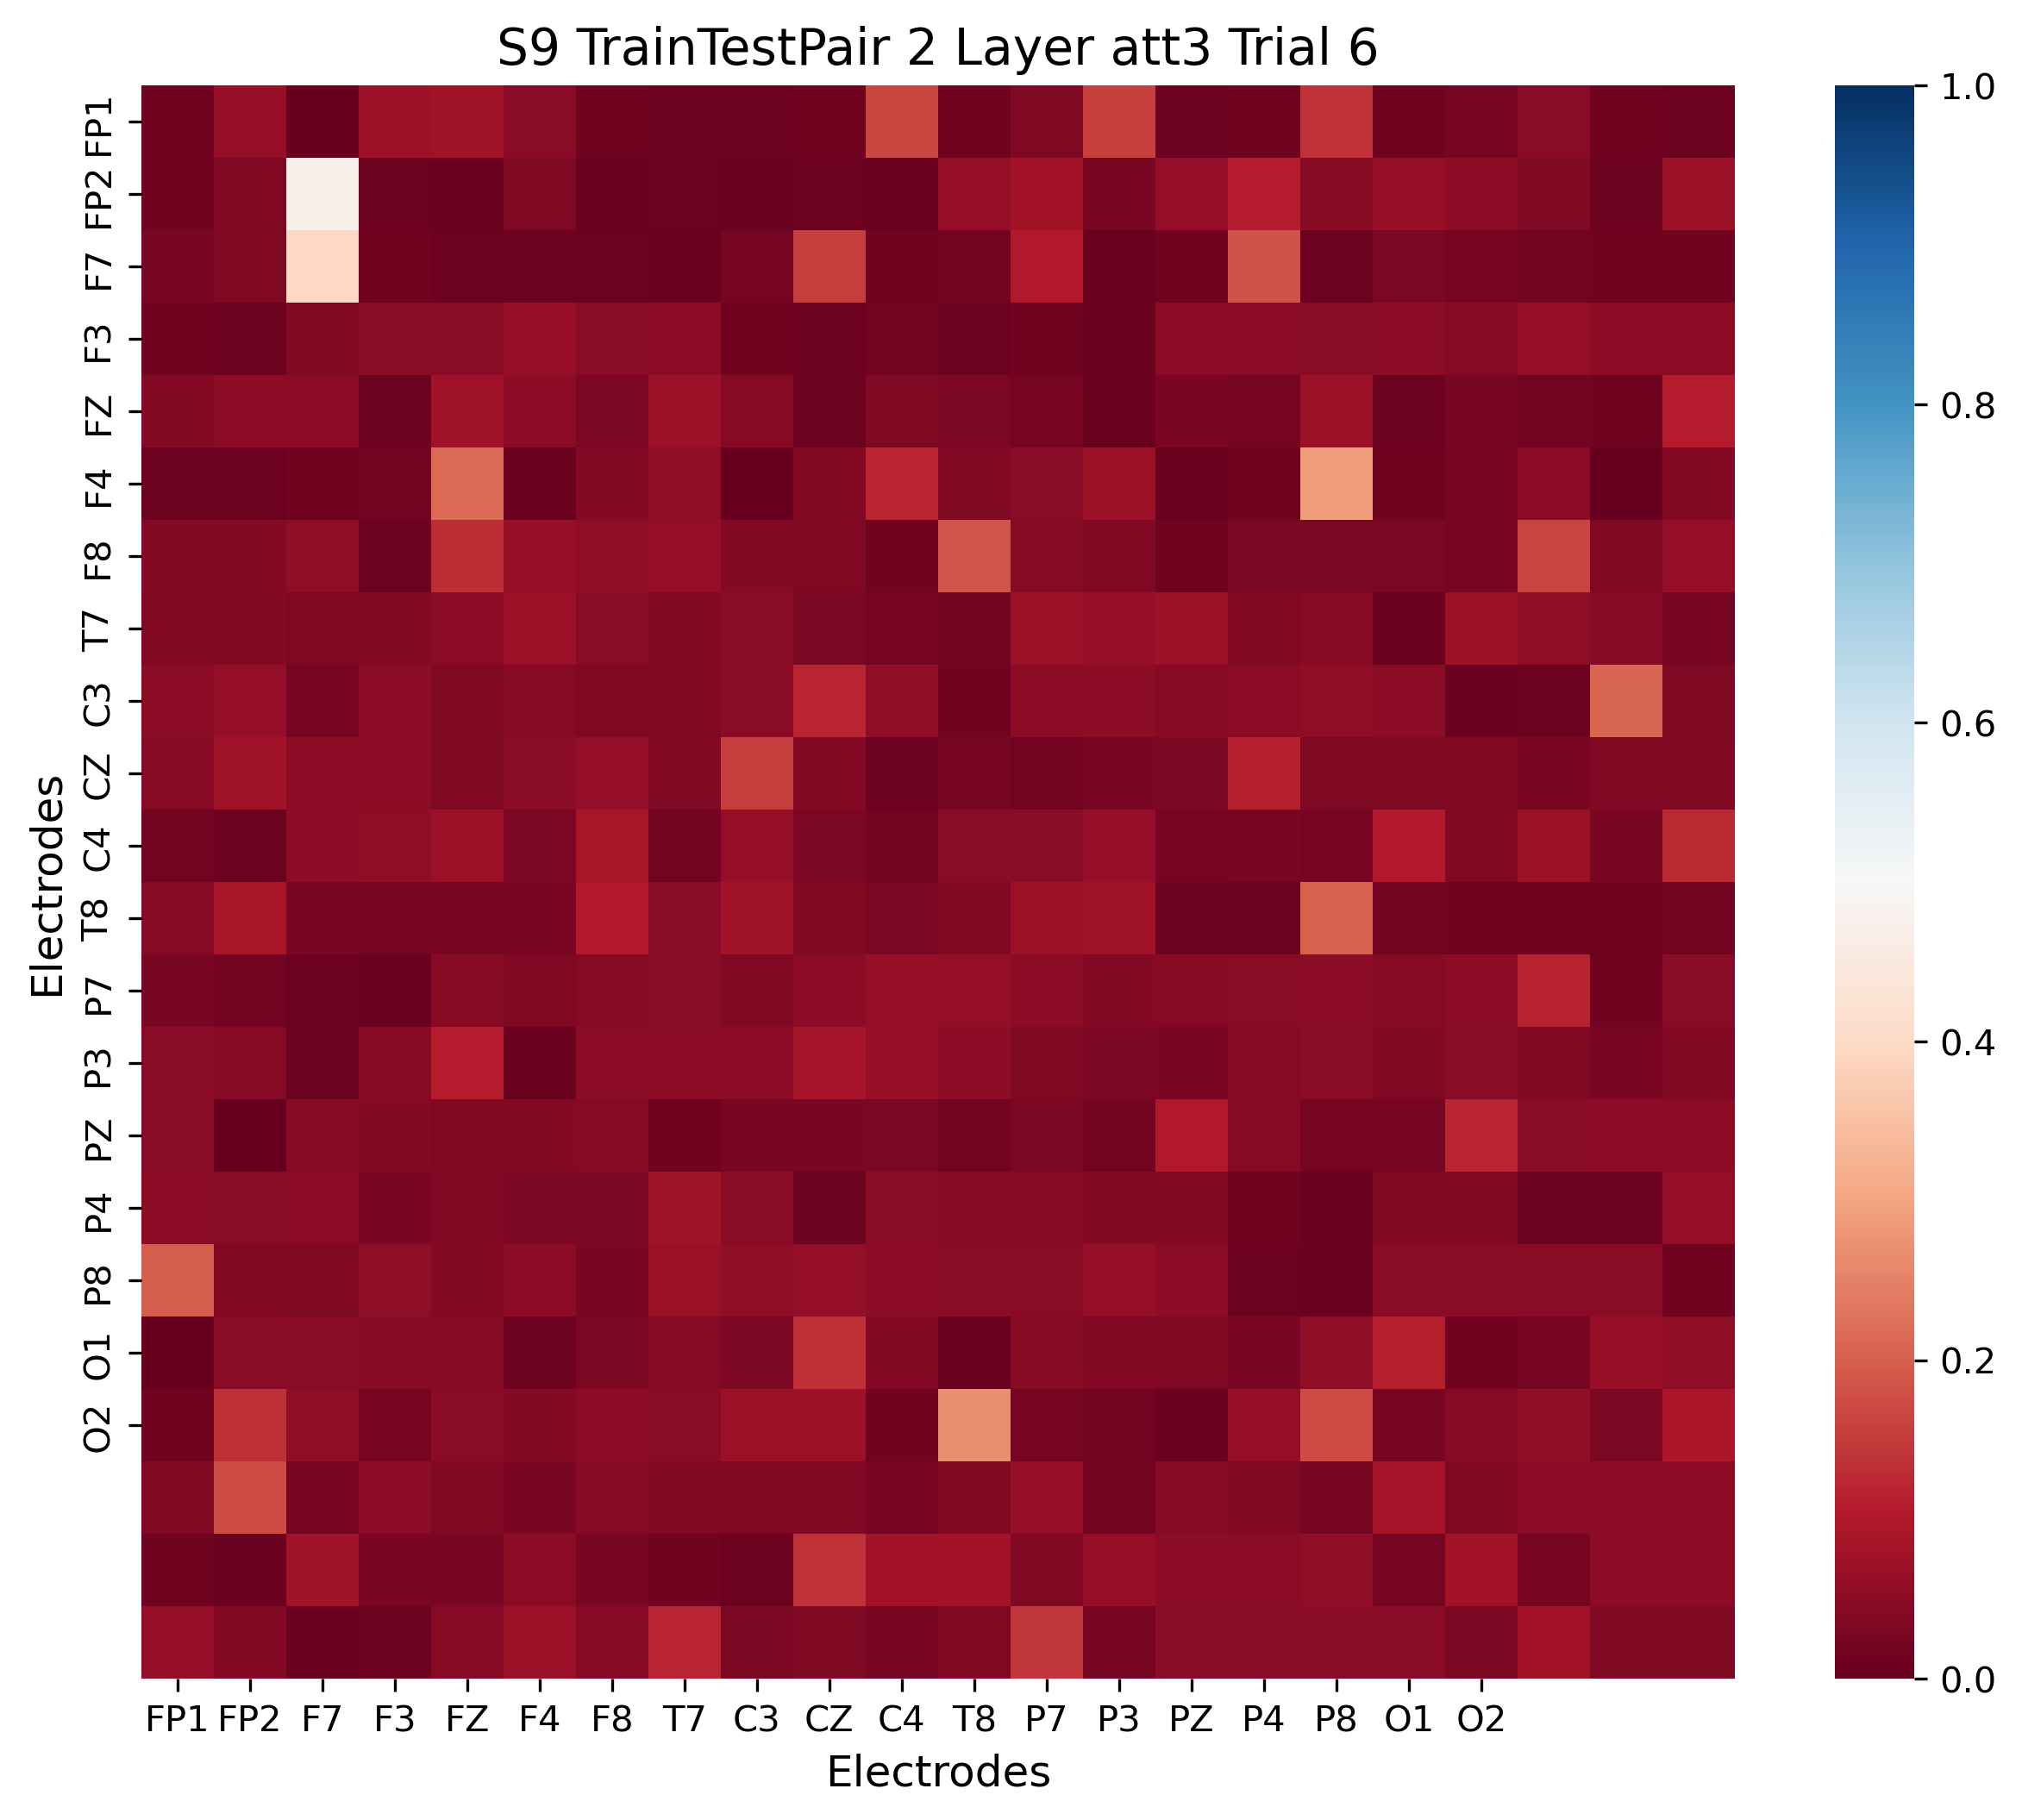 S9 TrainTestPair 2 Layer att3 Trial 6
Electrodes
FP1
FP2
F7
F3
FZ
F4
F8
T7
C3
CZ
C4
T8
P7
P3
PZ
P4
P8
O1
O2
FP1 FP2 F7 F3 FZ F4 F8 T7 C3 CZ C4 T8 P7 P3 PZ P4 P8 O1 O2
Electrodes
1.0
0.8
0.6
0.4
0.2
0.0